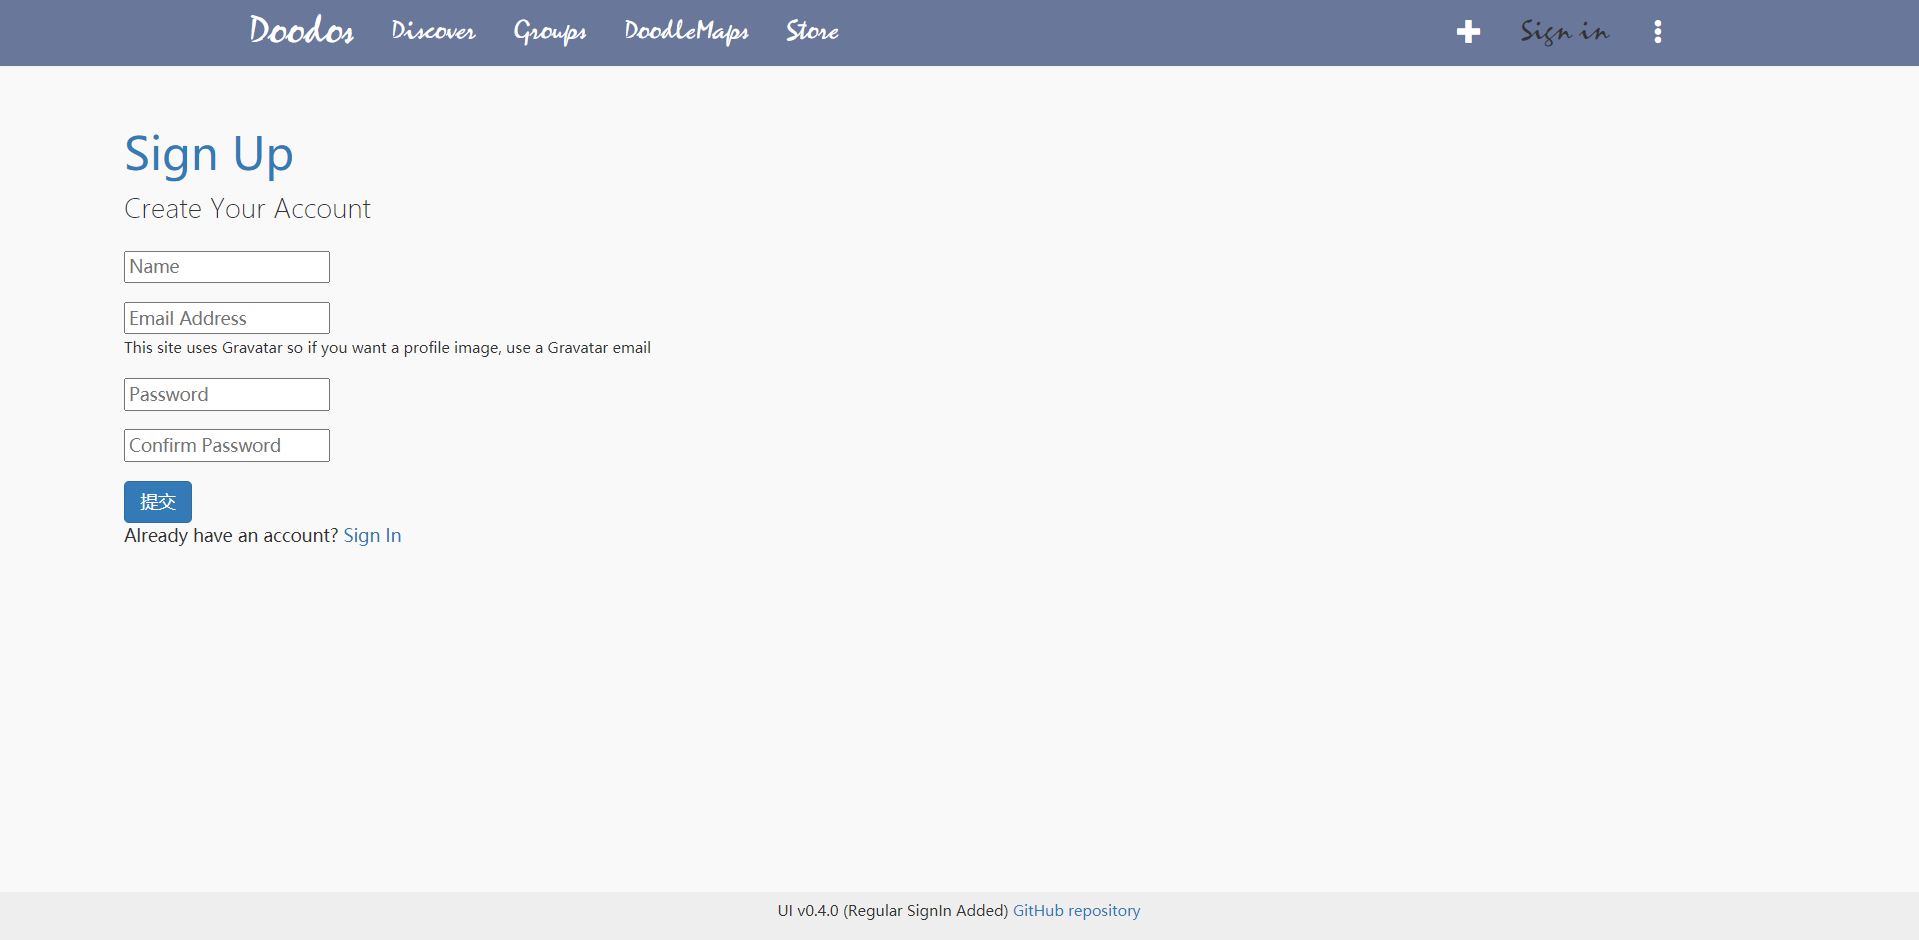 Doodos Discover Groups DoodleMaps Store Sign in
Sign Up
Create Your Account
Name
Email Address
This site uses Gravatar so if you want a profile image, use a Gravatar email
Password
Confirm Password
提交
Already have an account? Sign In
UI v0.4.0 (Regular SignIn Added) GitHub repository